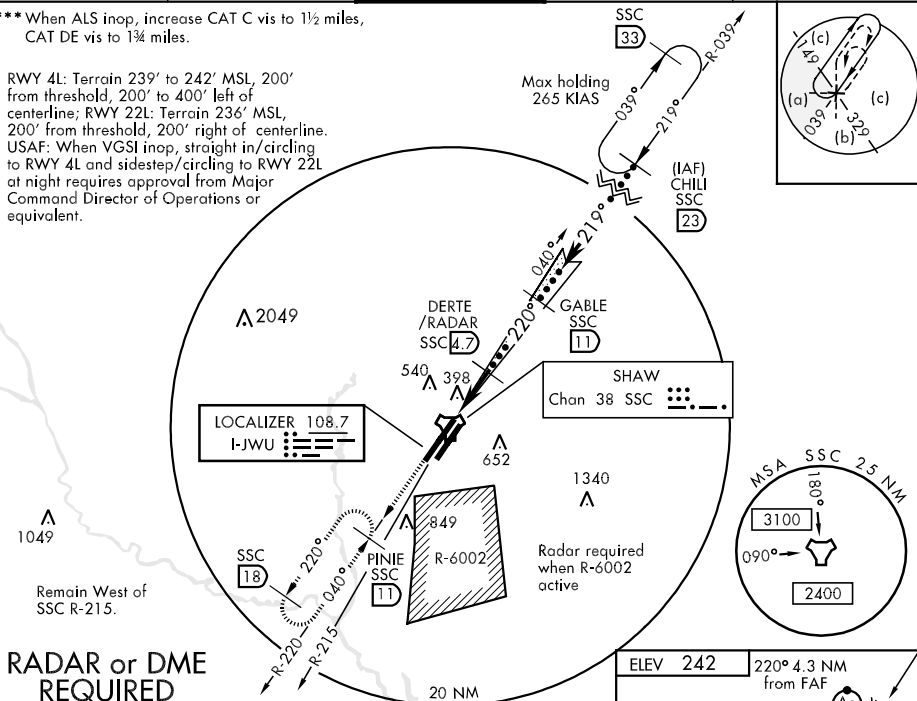 *** When ALS inop, increase CAT C vis to 1½ miles,
CAT DE vis to 1¾ miles.
RWY 4L: Terrain 239' to 242' MSL, 200'
from threshold, 200' to 400' left of
centerline; RWY 22L: Terrain 236' MSL,
200' from threshold, 200' right of centerline.
USAF: When VGSI inop, straight in/circling
to RWY 4L and sidestep/circling to RWY 22L
at night requires approval from Major
Command Director of Operations or
equivalent.
SSC
33
R-039
Max holding
265 KIAS
039°
219°
(IAF)
CHILI
SSC
23
149
(c)
(a)
(c)
039
329
(b)
219°
040°
220°
GABLE
SSC
11
DERTE
/RADAR
SSC 4.7
2049
540
398
SHAW
Chan 38 SSC
LOCALIZER 108.7
I-JWU
652
1340
849
R-6002
Radar required
when R-6002
active
1049
Remain West of
SSC R-215.
SSC
18
220°
040°
PINIE
SSC
11
R-220
R-215
20 NM
MSA SSC 25 NM
180°
3100
090°
2400
RADAR or DME
REQUIRED
ELEV 242
220° 4.3 NM
from FAF